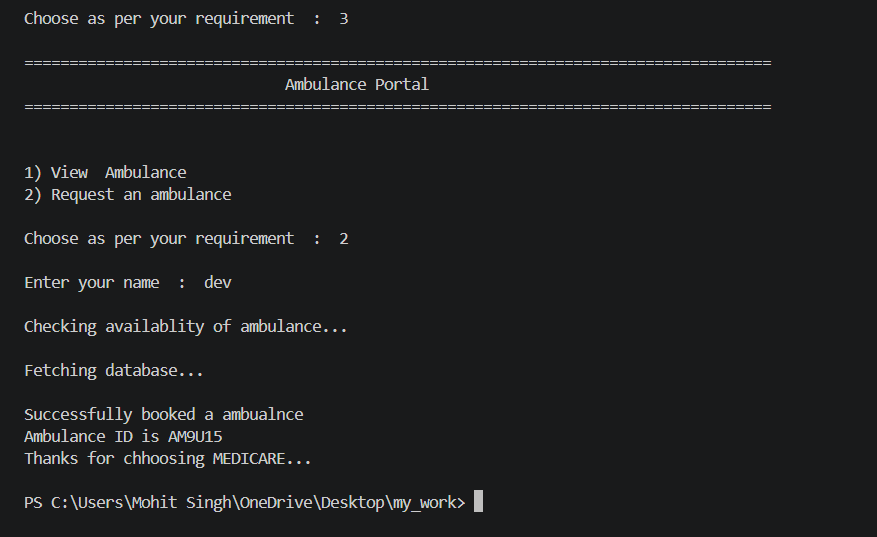 Choose as per your requirement  :  3
===================================================================================
Ambulance Portal
===================================================================================
1) View  Ambulance
2) Request an ambulance
Choose as per your requirement  :  2
Enter your name  :  dev
Checking availablity of ambulance...
Fetching database...
Successfully booked a ambualnce
Ambulance ID is AM9U15
Thanks for chhoosing MEDICARE...
PS C:\Users\Mohit Singh\OneDrive\Desktop\my_work>